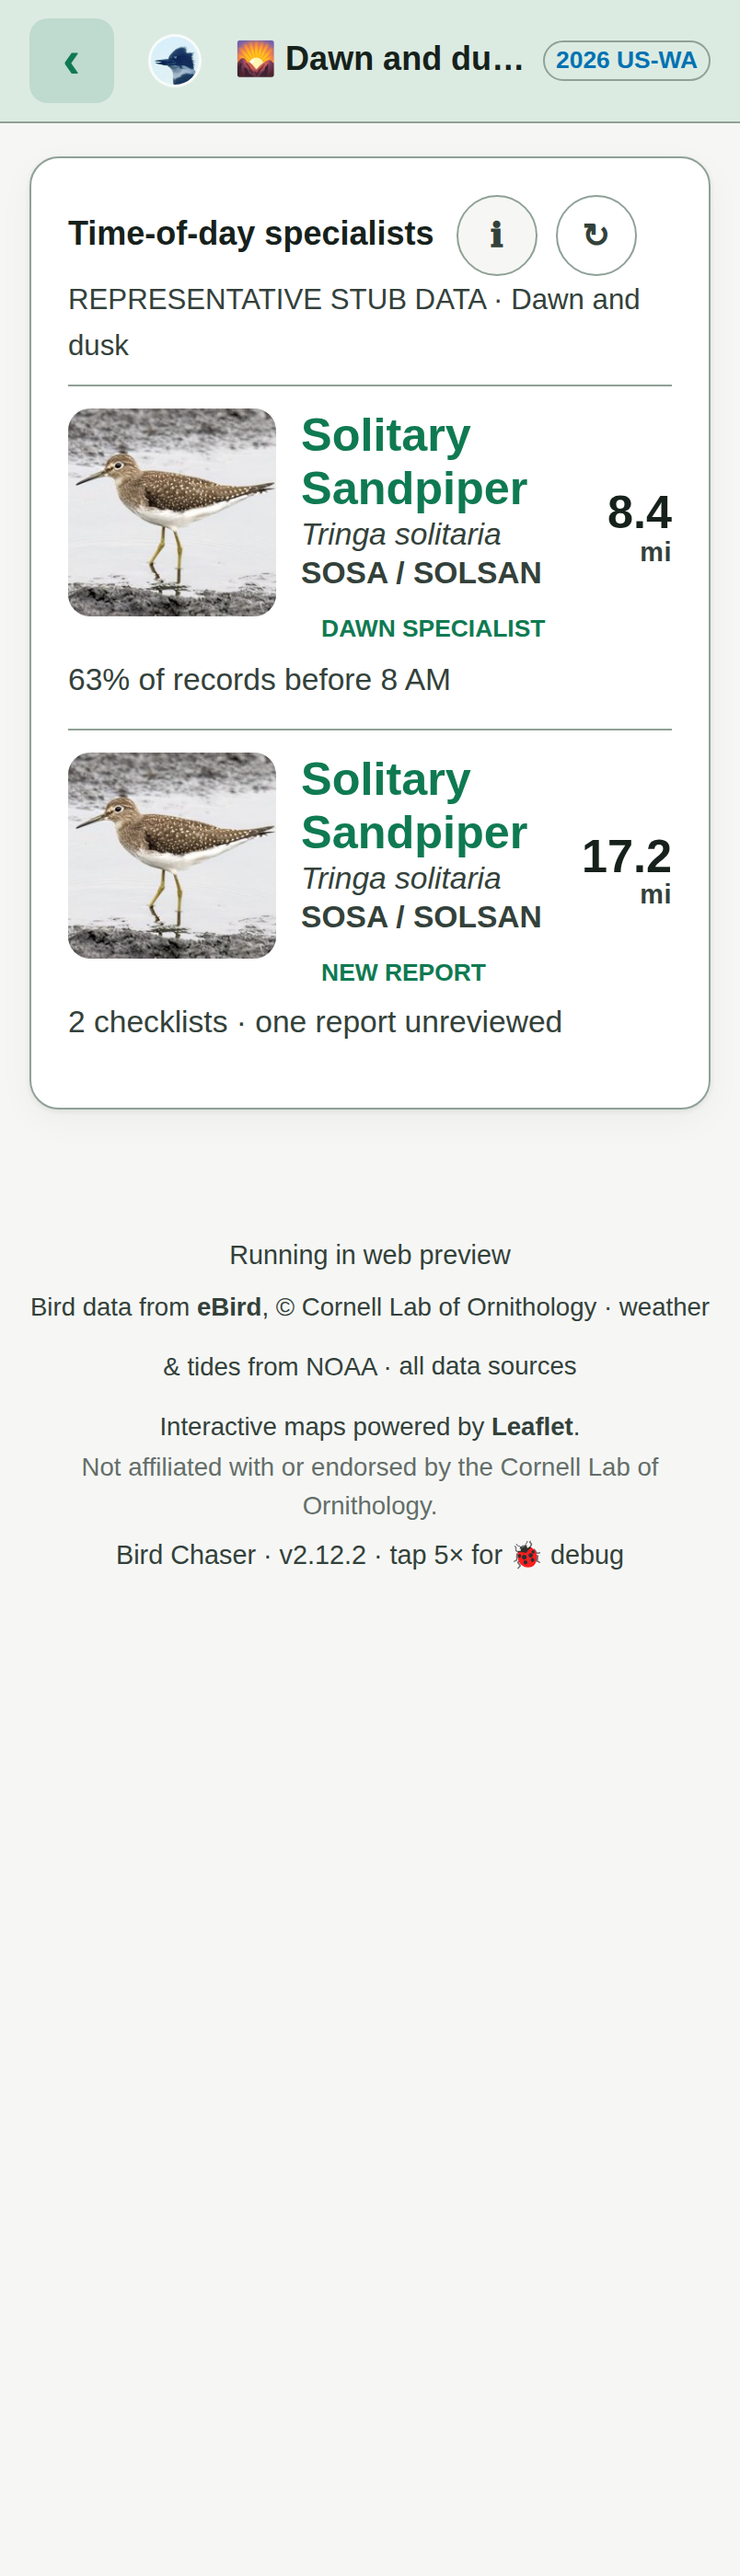 ‹ 🌄 Dawn and du... 2026 US-WA
Time-of-day specialists ℹ ↻
REPRESENTATIVE STUB DATA · Dawn and
dusk
Solitary
Sandpiper
Tringa solitaria
SOSA / SOLSAN
8.4
mi
DAWN SPECIALIST
63% of records before 8 AM
Solitary
Sandpiper
Tringa solitaria
SOSA / SOLSAN
17.2
mi
NEW REPORT
2 checklists · one report unreviewed
Running in web preview
Bird data from eBird, © Cornell Lab of Ornithology · weather
& tides from NOAA · all data sources
Interactive maps powered by Leaflet.
Not affiliated with or endorsed by the Cornell Lab of
Ornithology.
Bird Chaser · v2.12.2 · tap 5× for 🐞 debug